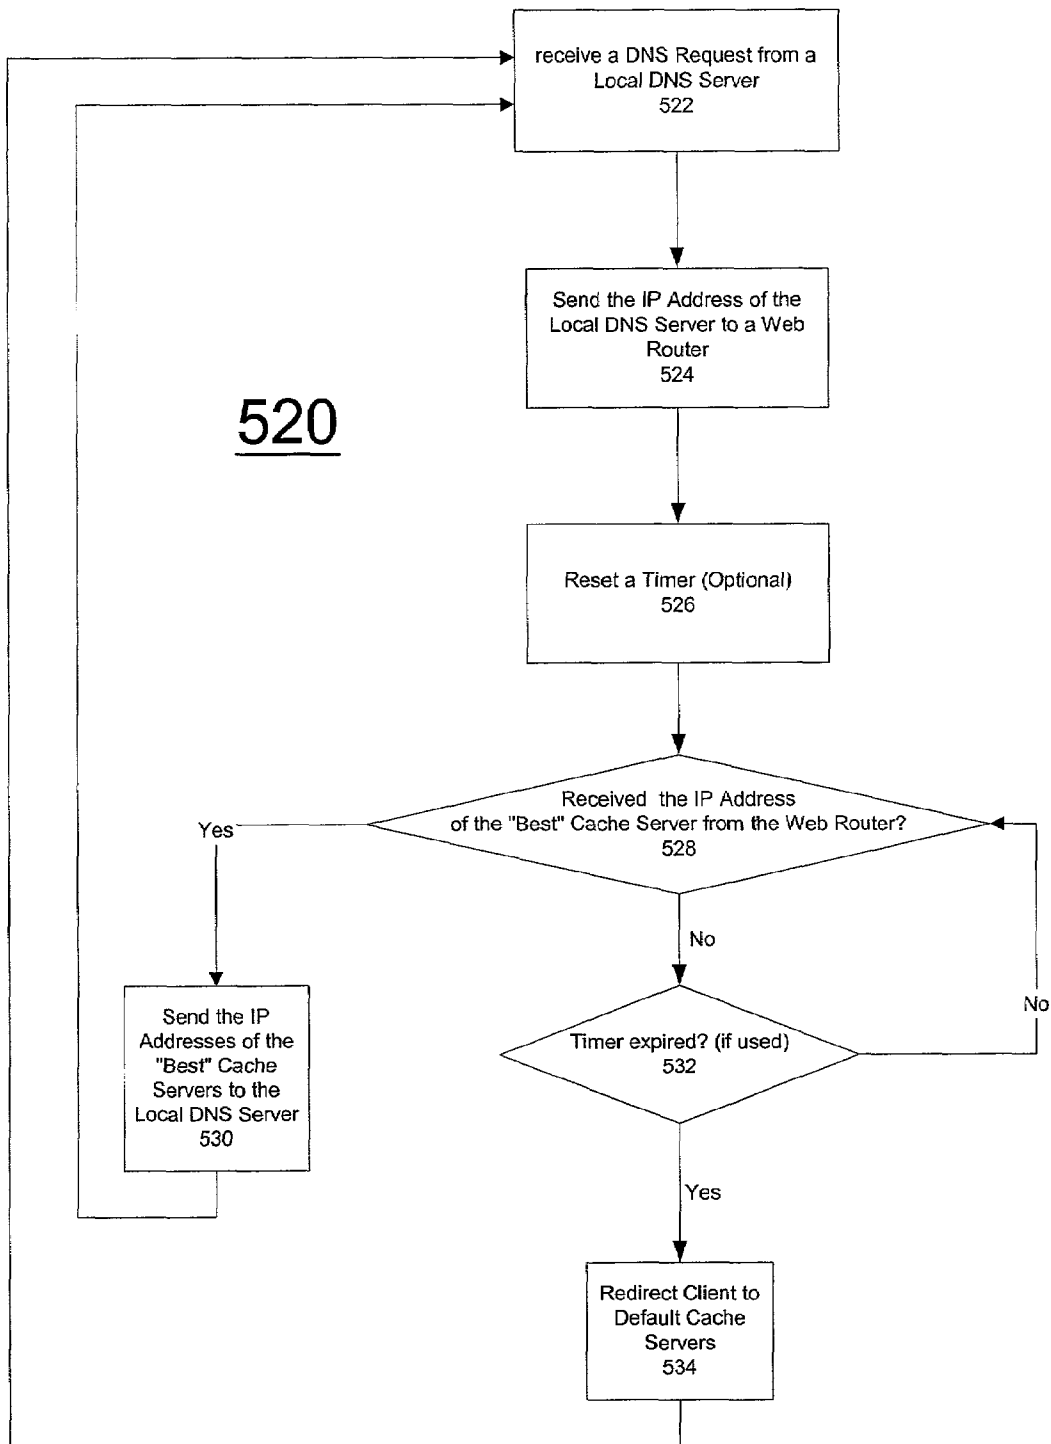 receive a DNS Request from a
Local DNS Server
522
Send the IP Address of the
Local DNS Server to a Web
Router
524
520
Reset a Timer (Optional)
526
Received the IP Address
of the "Best" Cache Server from the Web Router?
528
Yes
No
Send the IP
Addresses of the
"Best" Cache
Servers to the
Local DNS Server
530
Timer expired? (if used)
532
No
Yes
Redirect Client to
Default Cache
Servers
534